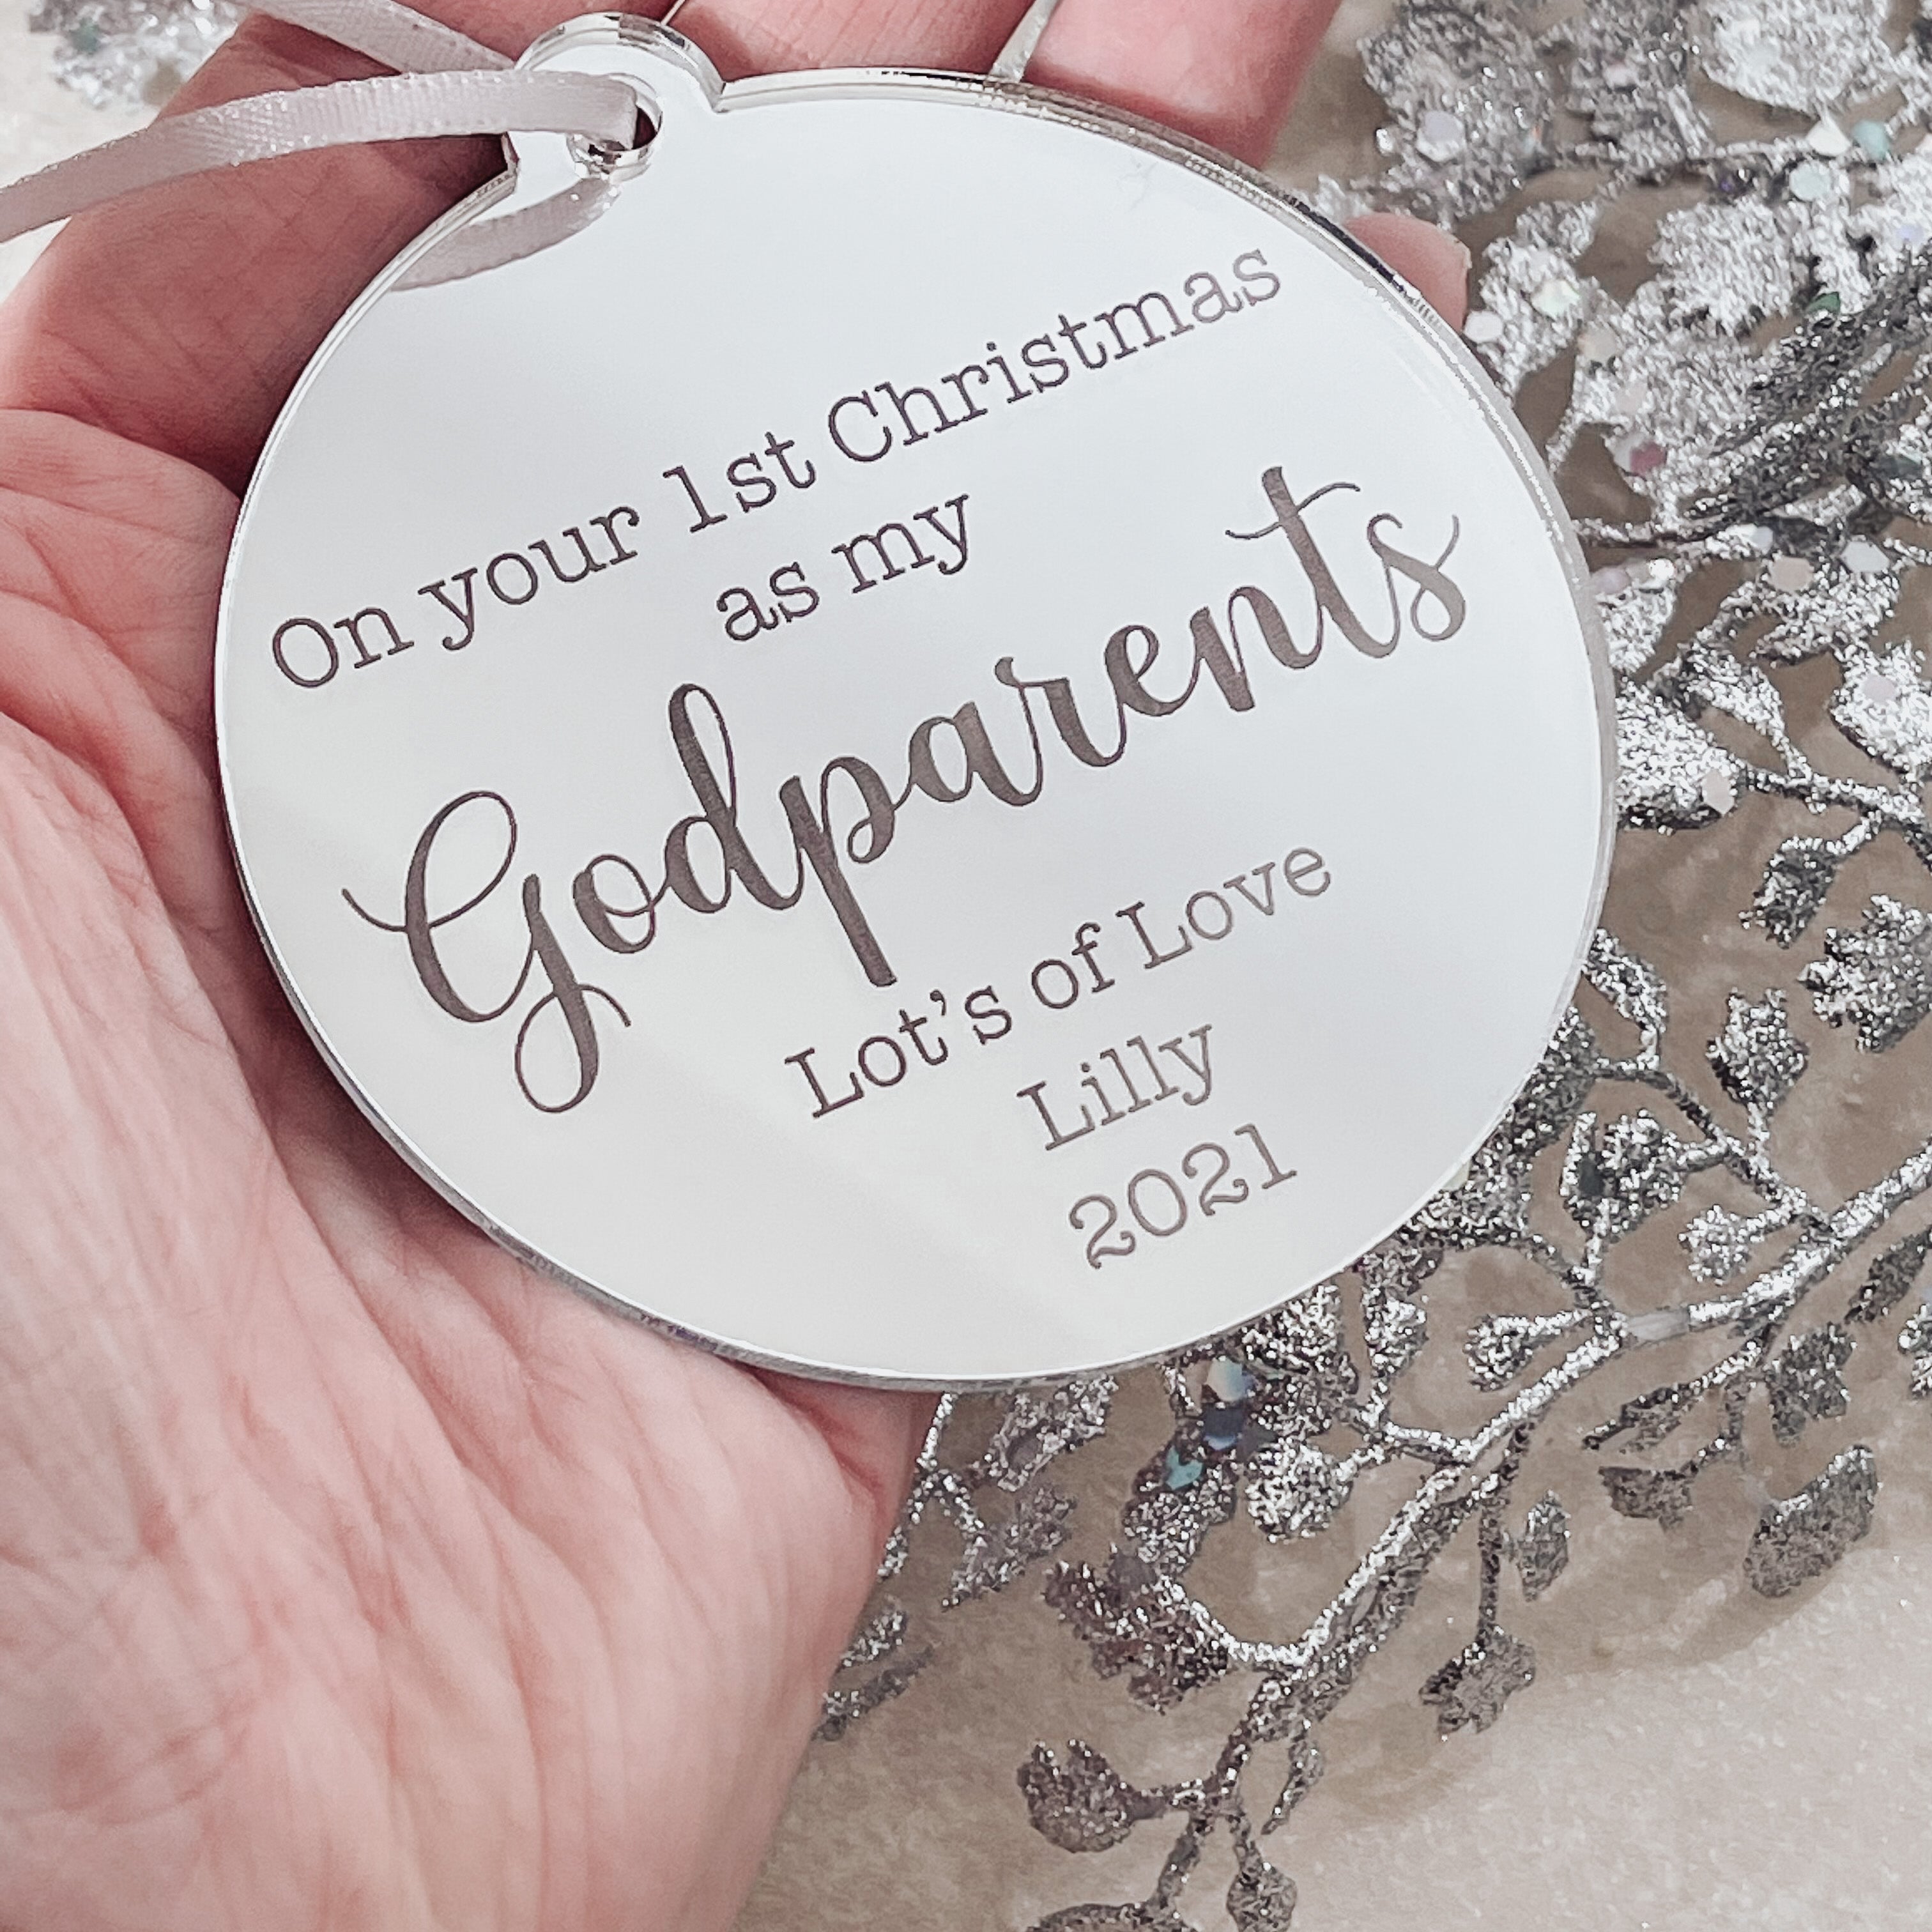 On your 1st Christmas
as my
Godparents
Lot's of Love
Lilly
2021